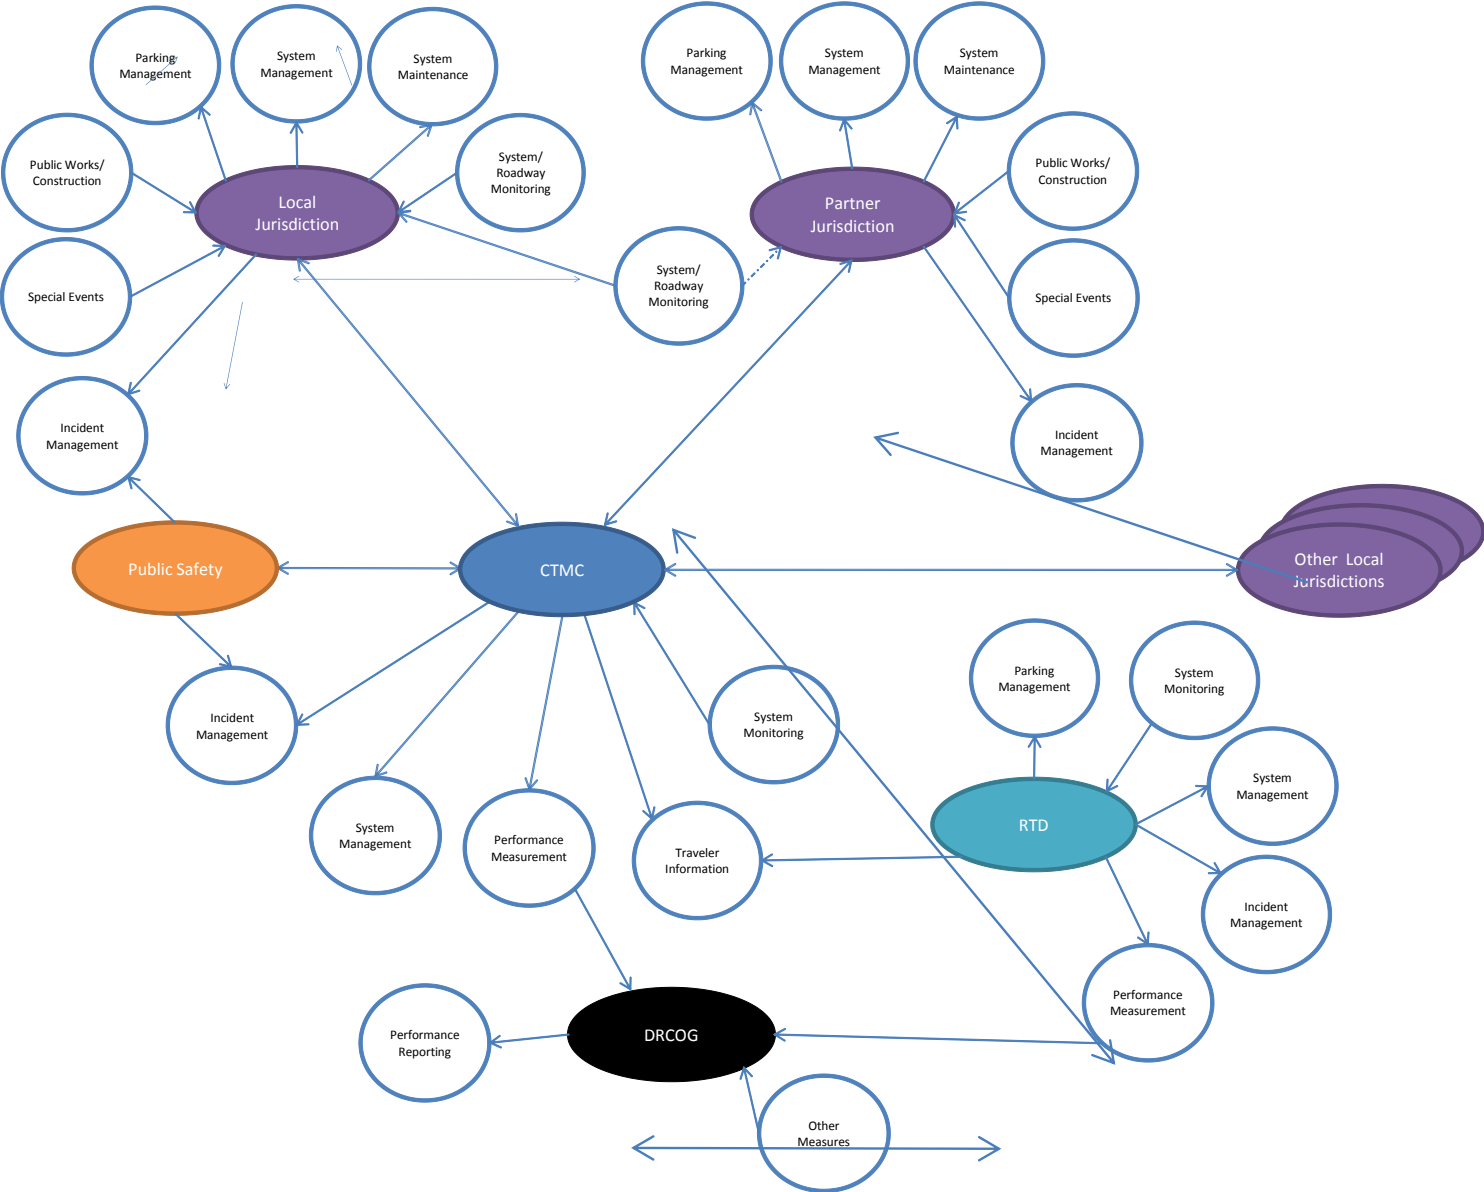 Parking
Management
System
Management
System
Maintenance
Parking
Management
System
Management
System
Maintenance
Public Works/
Construction
System/
Roadway
Monitoring
Public Works/
Construction
Local
Jurisdiction
Partner
Jurisdiction
Special Events
System/
Roadway
Monitoring
Special Events
Incident
Management
Incident
Management
Public Safety
CTMC
Other Local
Jurisdictions
Parking
Management
System
Monitoring
Incident
Management
System
Monitoring
System
Management
System
Management
Performance
Measurement
Traveler
Information
RTD
Incident
Management
Performance
Measurement
Performance
Reporting
DRCOG
Other
Measures